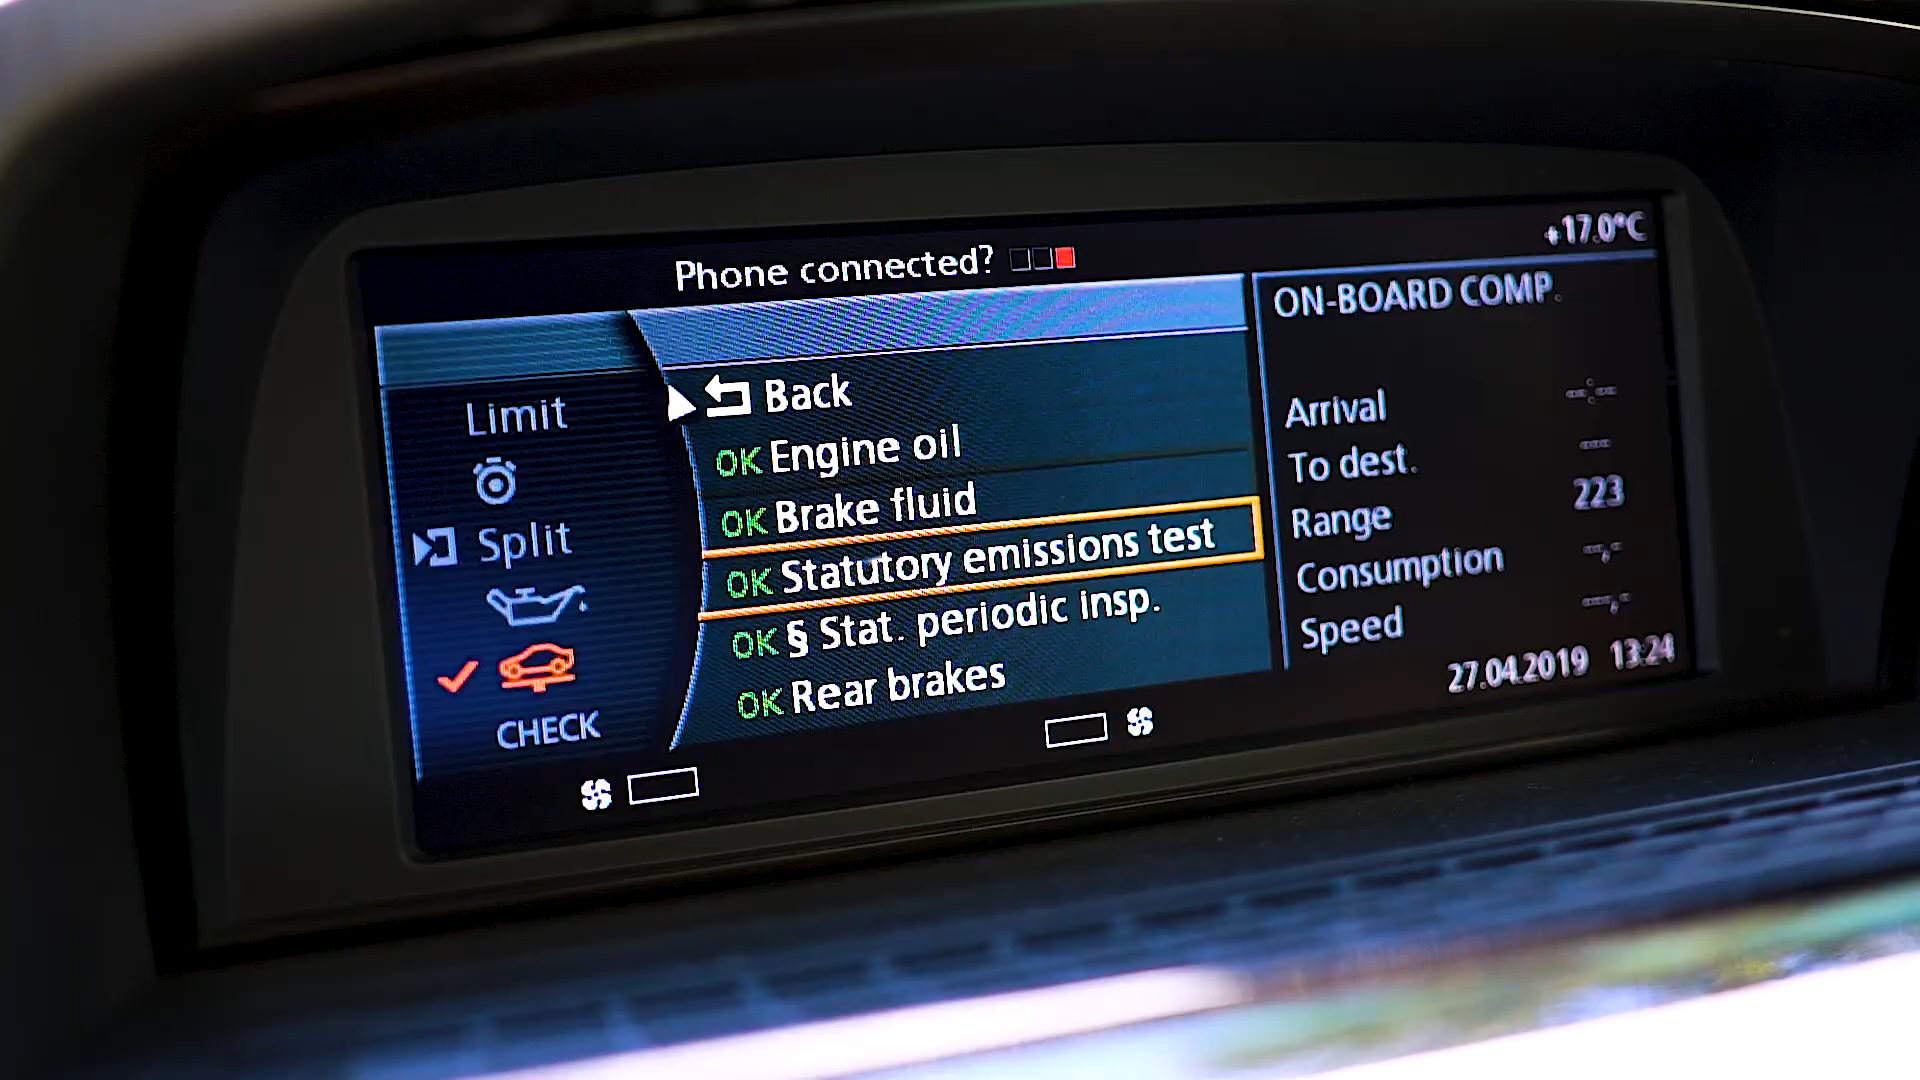 Phone connected?
+17.0°C
Limit
Split
CHECK
Back
OK Engine oil
OK Brake fluid
OK Statutory emissions test
OK § Stat. periodic insp.
OK Rear brakes
ON-BOARD COMP.
Arrival --:--
To dest. ---
Range 223
Consumption --,-
Speed ---,-
27.04.2019 13:24